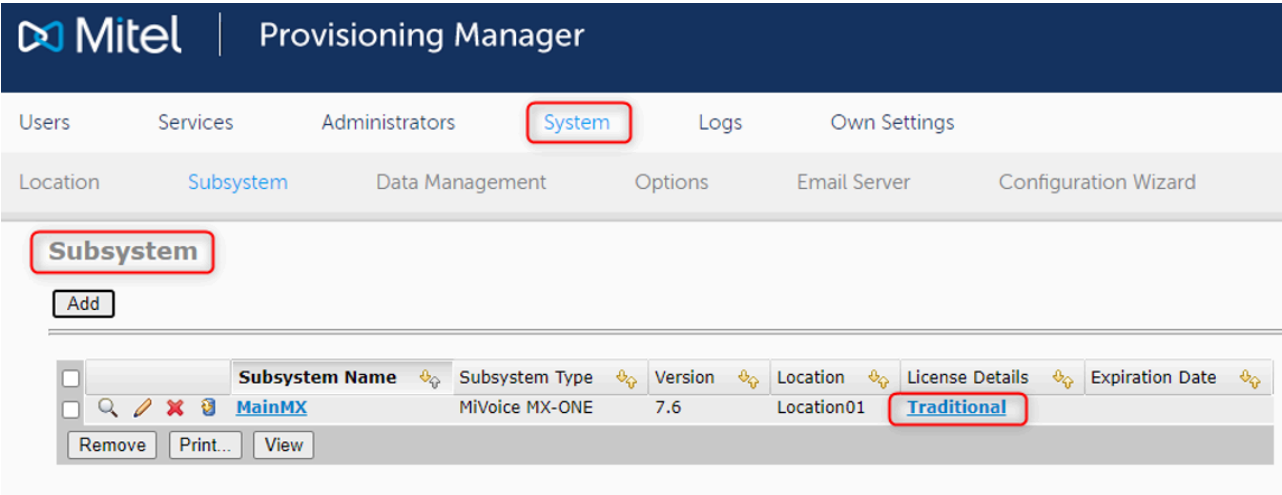 Mitel Provisioning Manager
Users Services Administrators System Logs Own Settings
Location Subsystem Data Management Options Email Server Configuration Wizard
Subsystem
Add
Subsystem Name Subsystem Type Version Location License Details Expiration Date
MainMX MiVoice MX-ONE 7.6 Location01 Traditional
Remove Print... View